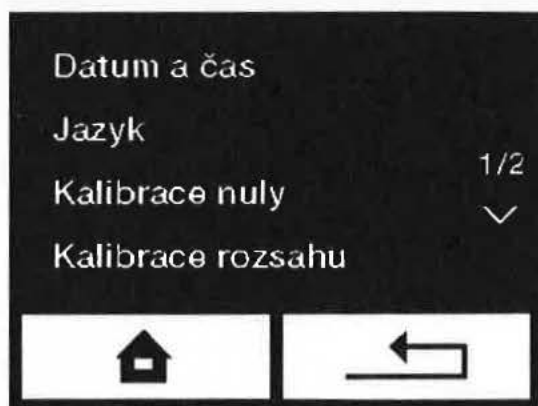 Datum a čas
Jazyk
1/2
Kalibrace nuly
Kalibrace rozsahu